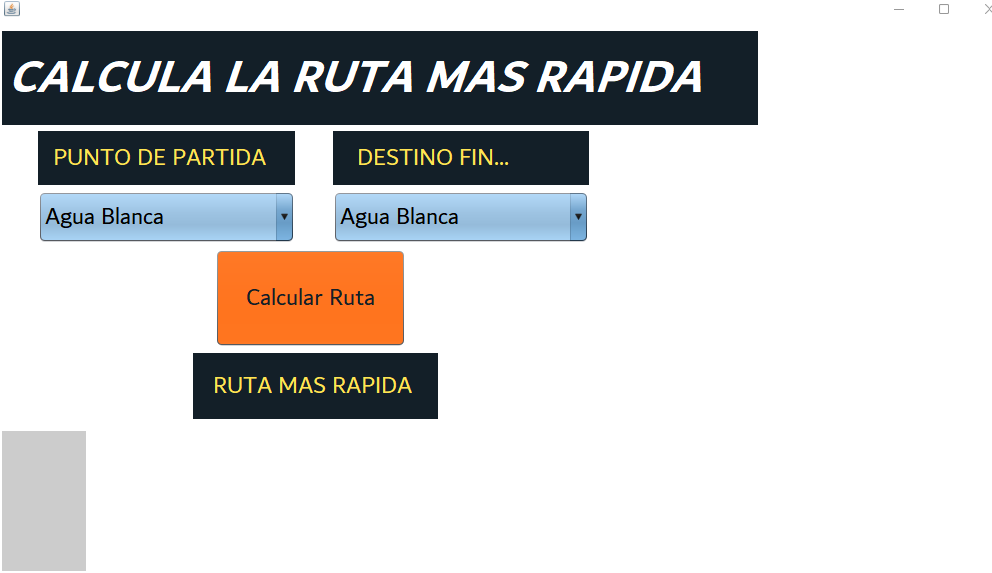 CALCULA LA RUTA MAS RAPIDA
PUNTO DE PARTIDA
DESTINO FIN...
Agua Blanca
Agua Blanca
Calcular Ruta
RUTA MAS RAPIDA